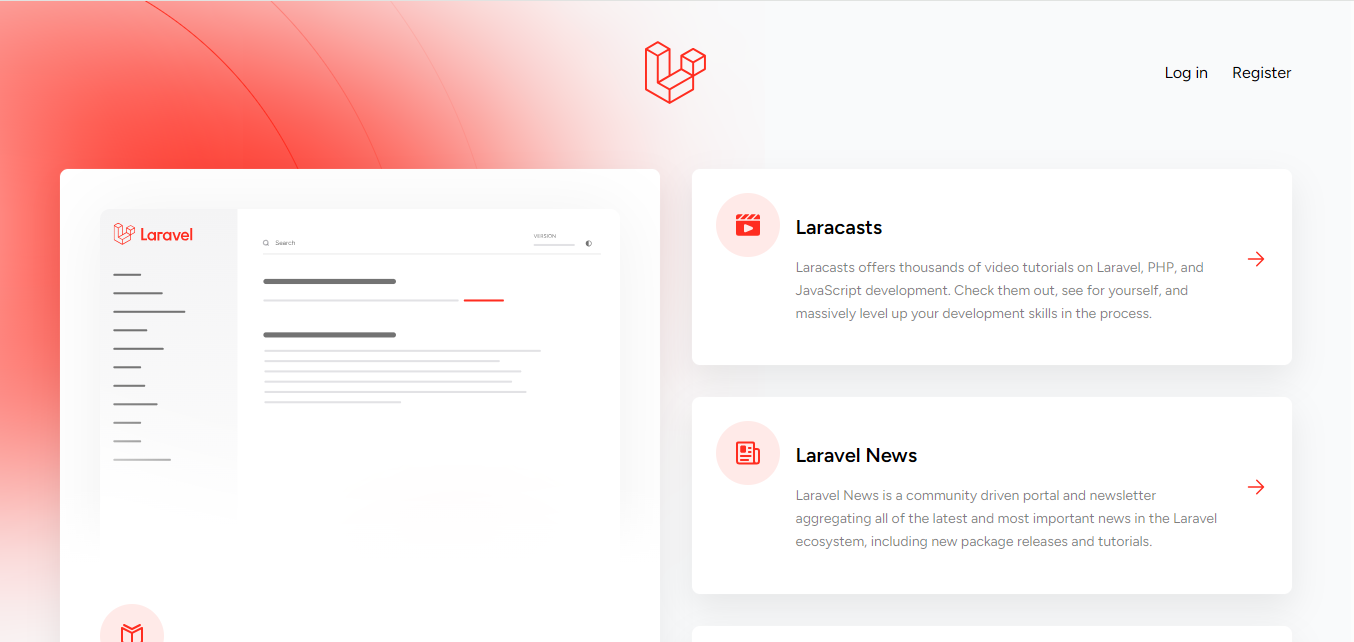 Log in Register
Laravel
Search
VERSION
Laracasts
Laracasts offers thousands of video tutorials on Laravel, PHP, and
JavaScript development. Check them out, see for yourself, and
massively level up your development skills in the process.
Laravel News
Laravel News is a community driven portal and newsletter
aggregating all of the latest and most important news in the Laravel
ecosystem, including new package releases and tutorials.